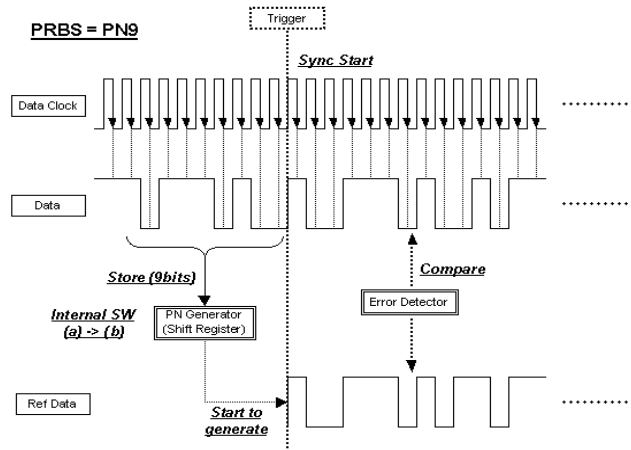 Trigger
PRBS = PN9
Sync Start
Data Clock
Data
Store (9bits)
Compare
Internal SW
(a) -> (b)
PN Generator
(Shift Register)
Error Detector
Ref Data
Start to
generate